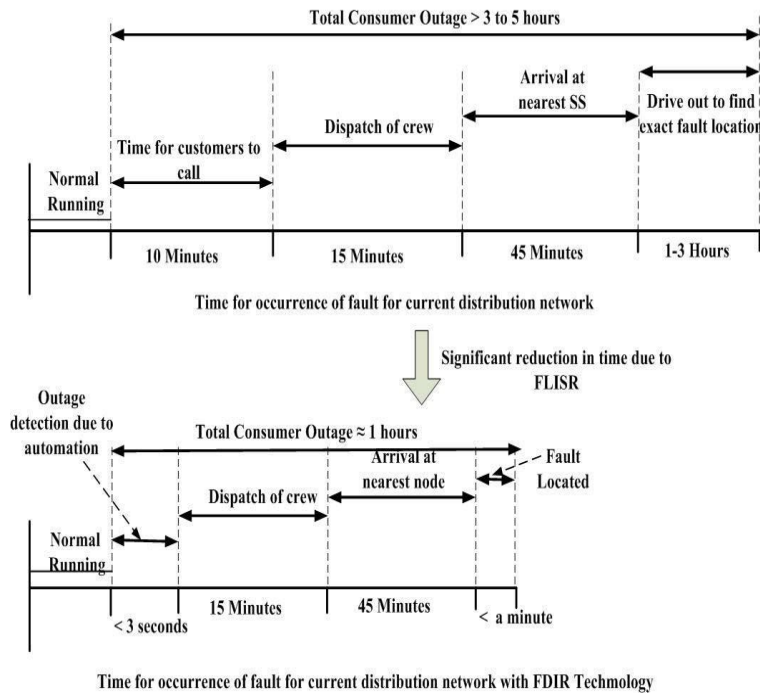 Total Consumer Outage > 3 to 5 hours
Arrival at
nearest SS
Drive out to find
exact fault location
Dispatch of crew
Time for customers to
call
Normal
Running
10 Minutes
15 Minutes
45 Minutes
1-3 Hours
Time for occurrence of fault for current distribution network
Significant reduction in time due to
FLISR
Outage
detection due to
automation
Total Consumer Outage ≈ 1 hours
Arrival at
nearest node
Fault
Located
Dispatch of crew
Normal
Running
< 3 seconds
15 Minutes
45 Minutes
< a minute
Time for occurrence of fault for current distribution network with FDIR Technology